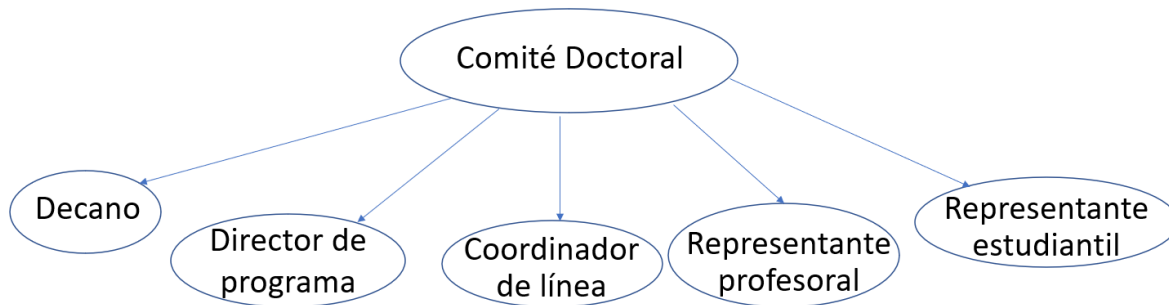 Comité Doctoral
Decano
Director de
programa
Coordinador
de línea
Representante
profesoral
Representante
estudiantil